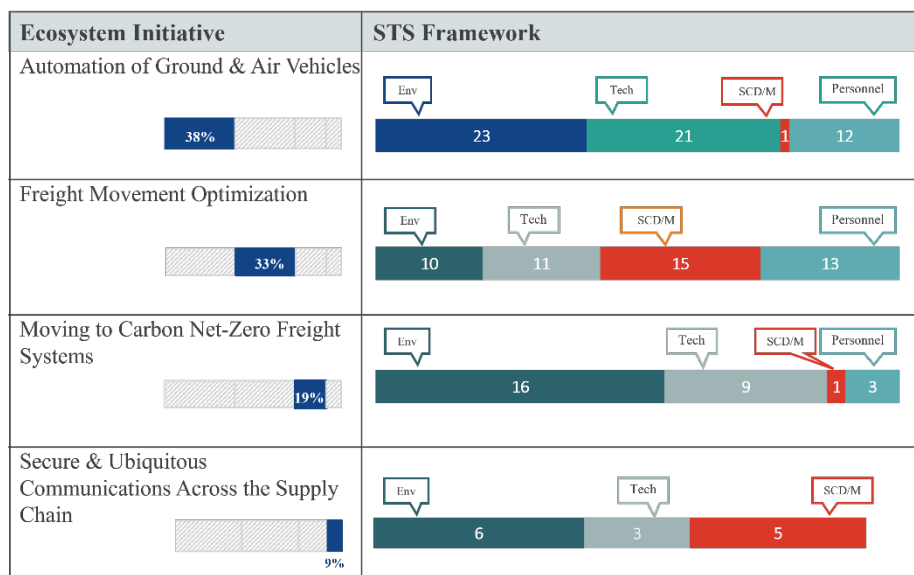 Ecosystem Initiative
STS Framework
Automation of Ground & Air Vehicles
38%
Env
Tech
SCD/M
Personnel
23
21
1
12
Freight Movement Optimization
33%
Env
Tech
SCD/M
Personnel
10
11
15
13
Moving to Carbon Net-Zero Freight
Systems
19%
Env
Tech
SCD/M
Personnel
16
9
1
3
Secure & Ubiquitous
Communications Across the Supply
Chain
9%
Env
Tech
SCD/M
6
3
5